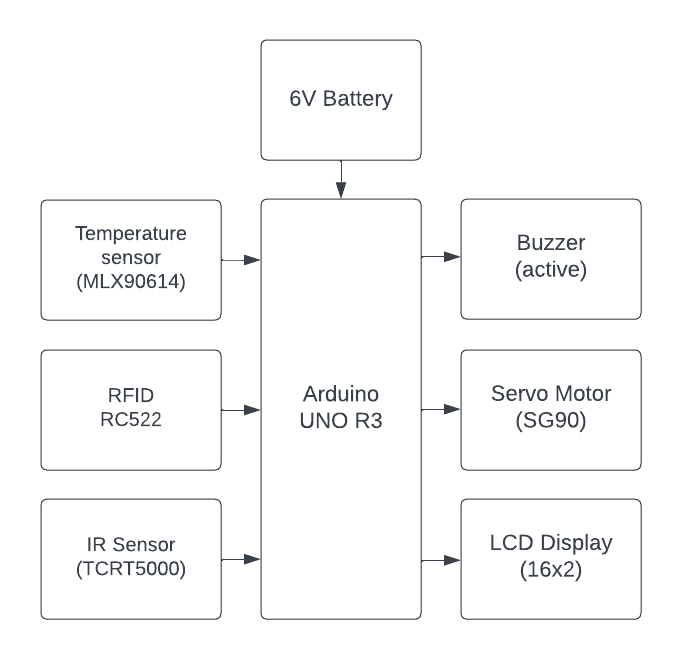 6V Battery
Temperature
sensor
(MLX90614)
Buzzer
(active)
RFID
RC522
Arduino
UNO R3
Servo Motor
(SG90)
IR Sensor
(TCRT5000)
LCD Display
(16x2)